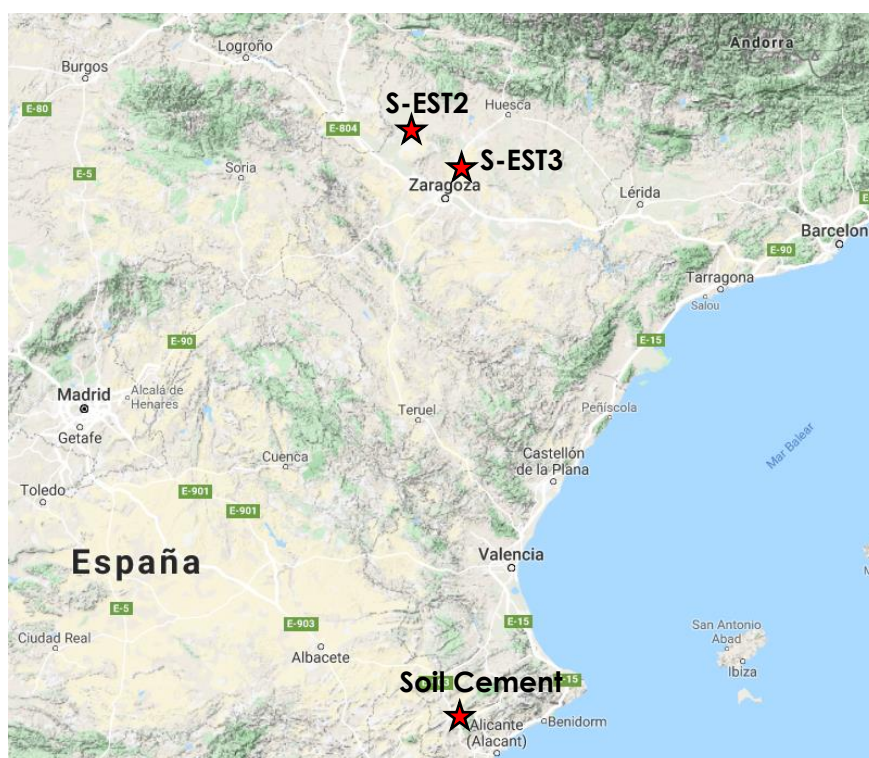 Andorra
Logroño
Burgos
S-EST2
Huesca
E-80
E-804
S-EST3
Soria
E-5
Zaragoza
Lérida
Barcelon
E-90
Tarragona
Salou
E-90
E-15
Madrid
Alcalá de
Henares
Getafe
Teruel
Peñíscola
Castellón
de la Plana
Mar Balear
Cuenca
Toledo
E-901
E-901
España
Valencia
E-5
E-903
E-15
San Antonio
Abad
Ibiza
Ciudad Real
Albacete
Soil Cement
E-15
Benidorm
Alicante
(Alacant)